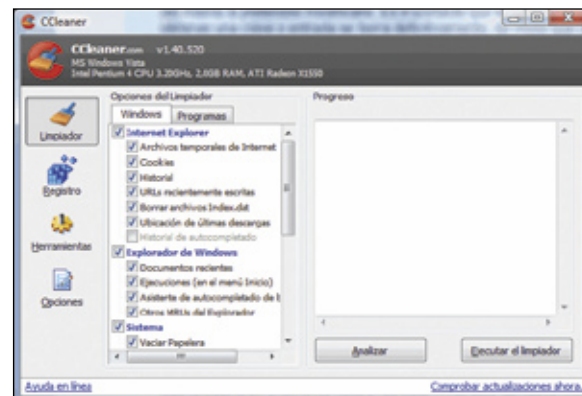 CCleaner
CCleaner.com v1.40.520
MS Windows Vista
Intel Pentium 4 CPU 3.20GHz, 2,0GB RAM, ATI Radeon X1550
Limpiador
Registro
Herramientas
Opciones
Opciones del Limpiador
Windows
Programas
Internet Explorer
Archivos temporales de Internet
Cookies
Historial
URLs recientemente escritas
Borrar archivos Index.dat
Ubicación de últimas descargas
Historial de autocompletado
Explorador de Windows
Documentos recientes
Ejecuciones (en el menú Inicio)
Asistente de autocompletado de b
Otros MRUs del Explorador
Sistema
Vaciar Papelera
Progreso
Analizar
Ejecutar el limpiador
Ayuda en línea
Comprobar actualizaciones ahora.